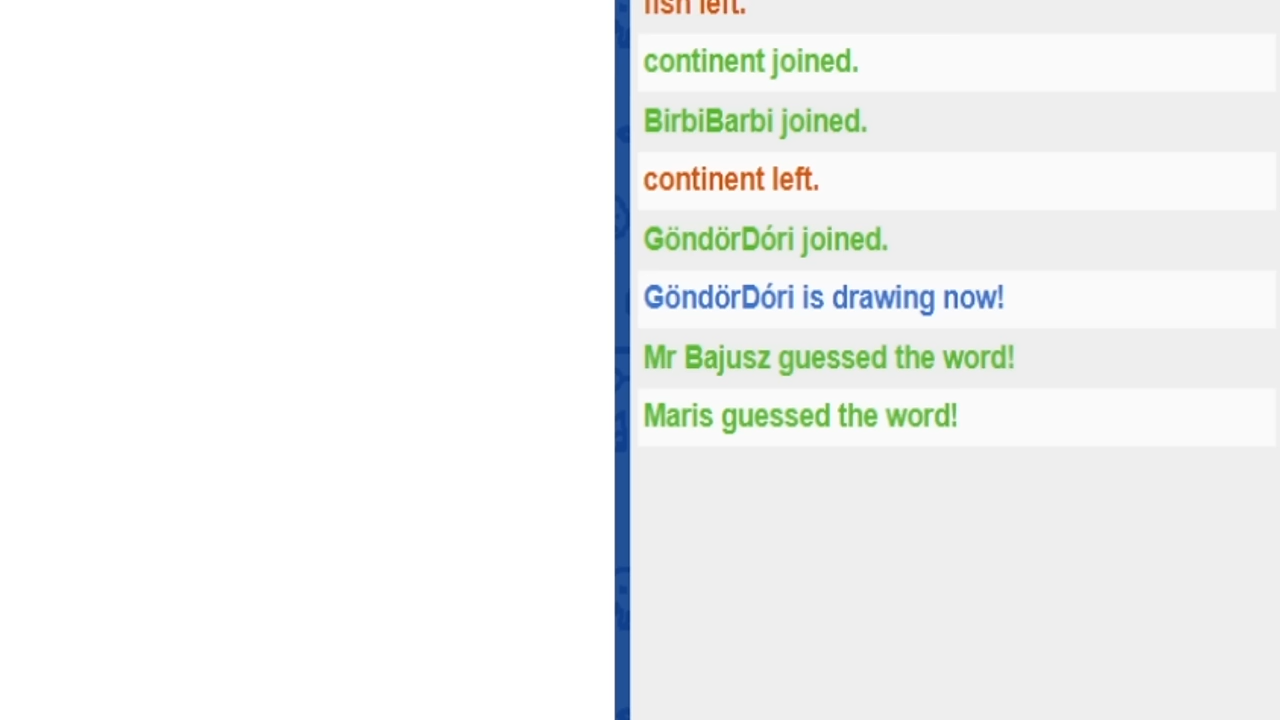 fish left.
continent joined.
BirbiBarbi joined.
continent left.
GöndörDóri joined.
GöndörDóri is drawing now!
Mr Bajusz guessed the word!
Maris guessed the word!